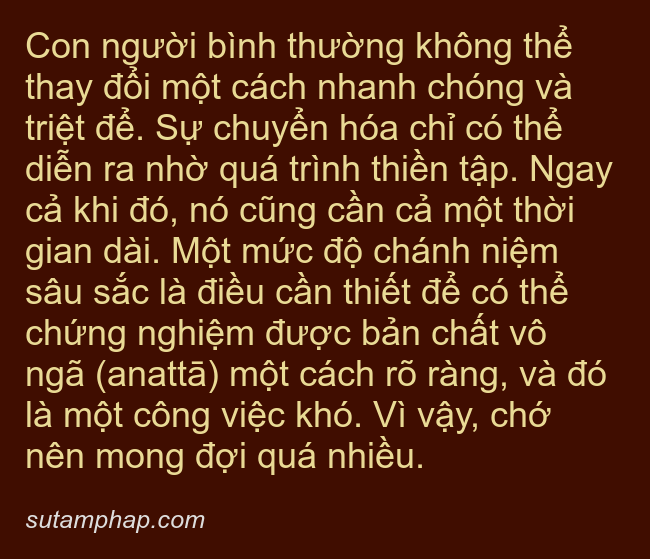 Con người bình thường không thể
thay đổi một cách nhanh chóng và
triệt để. Sự chuyển hóa chỉ có thể
diễn ra nhờ quá trình thiền tập. Ngay
cả khi đó, nó cũng cần cả một thời
gian dài. Một mức độ chánh niệm
sâu sắc là điều cần thiết để có thể
chứng nghiệm được bản chất vô
ngã (anattā) một cách rõ ràng, và đó
là một công việc khó. Vì vậy, chớ
nên mong đợi quá nhiều.
sutamphap.com